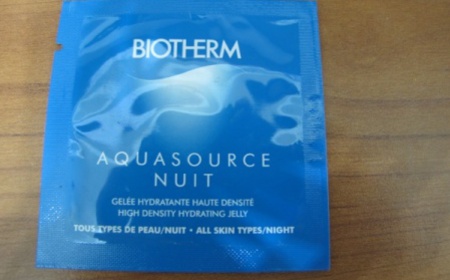 BIOTHERM
AQUASOURCE
NUIT
GELÉE HYDRATANTE HAUTE DENSITÉ
HIGH DENSITY HYDRATING JELLY
TOUS TYPES DE PEAU/NUIT • ALL SKIN TYPES/NIGHT